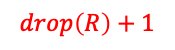 drop(R) + 1